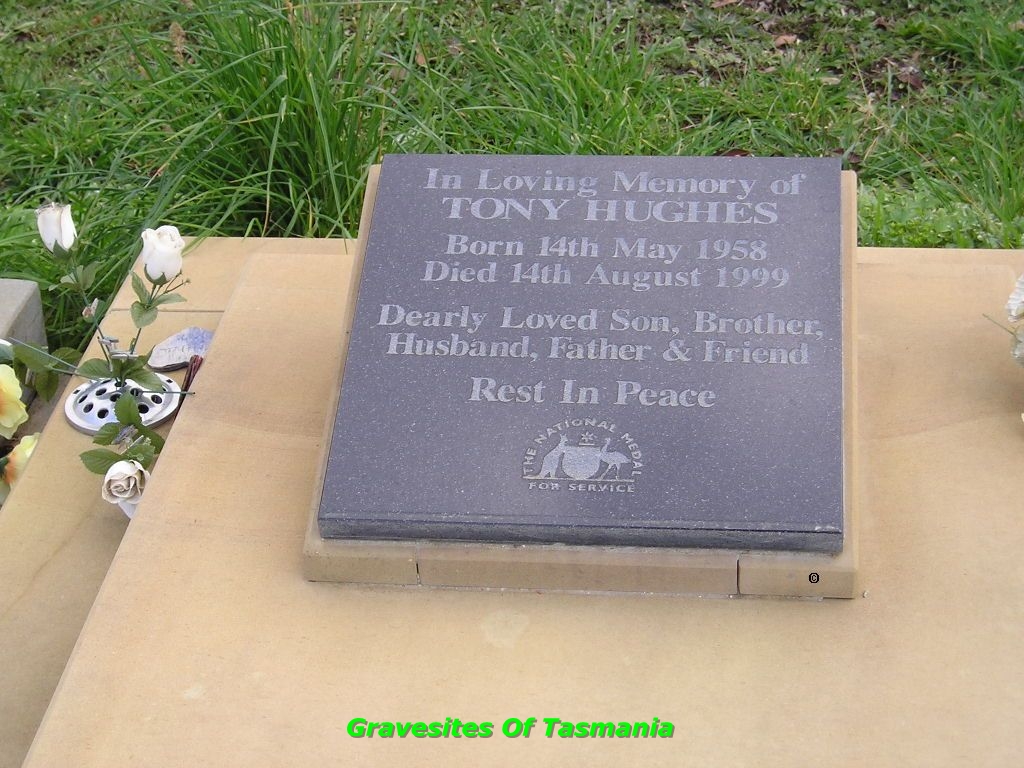 In Loving Memory of
TONY HUGHES
Born 14th May 1958
Died 14th August 1999
Dearly Loved Son, Brother,
Husband, Father & Friend
Rest In Peace
THE NATIONAL MEDAL
FOR SERVICE
©
Gravesites Of Tasmania